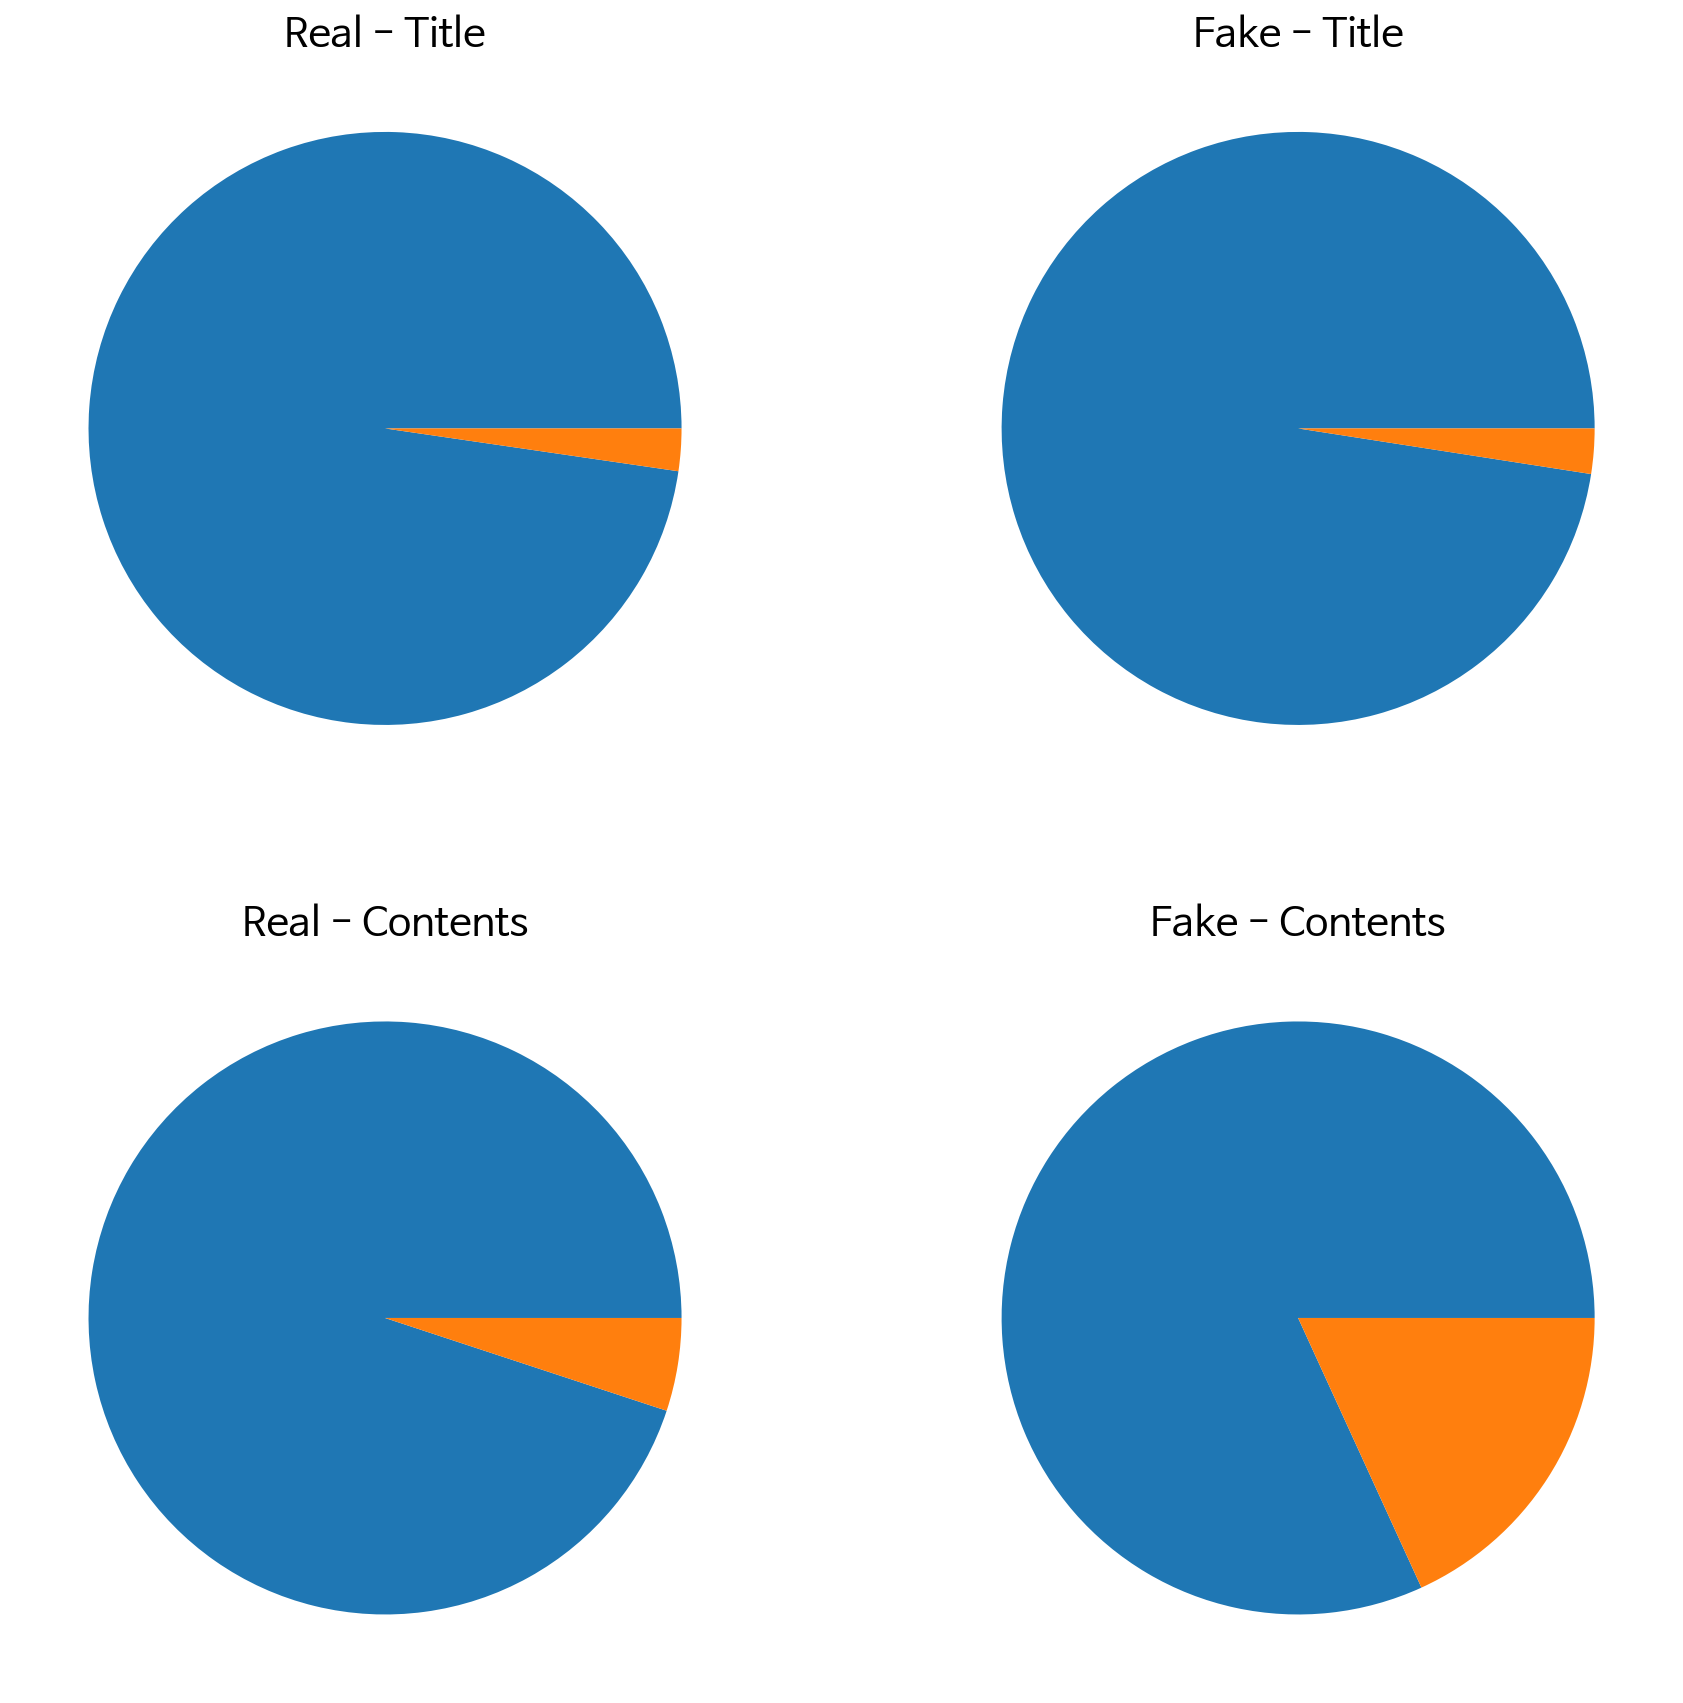 Real – Title
Fake – Title
Real – Contents
Fake – Contents